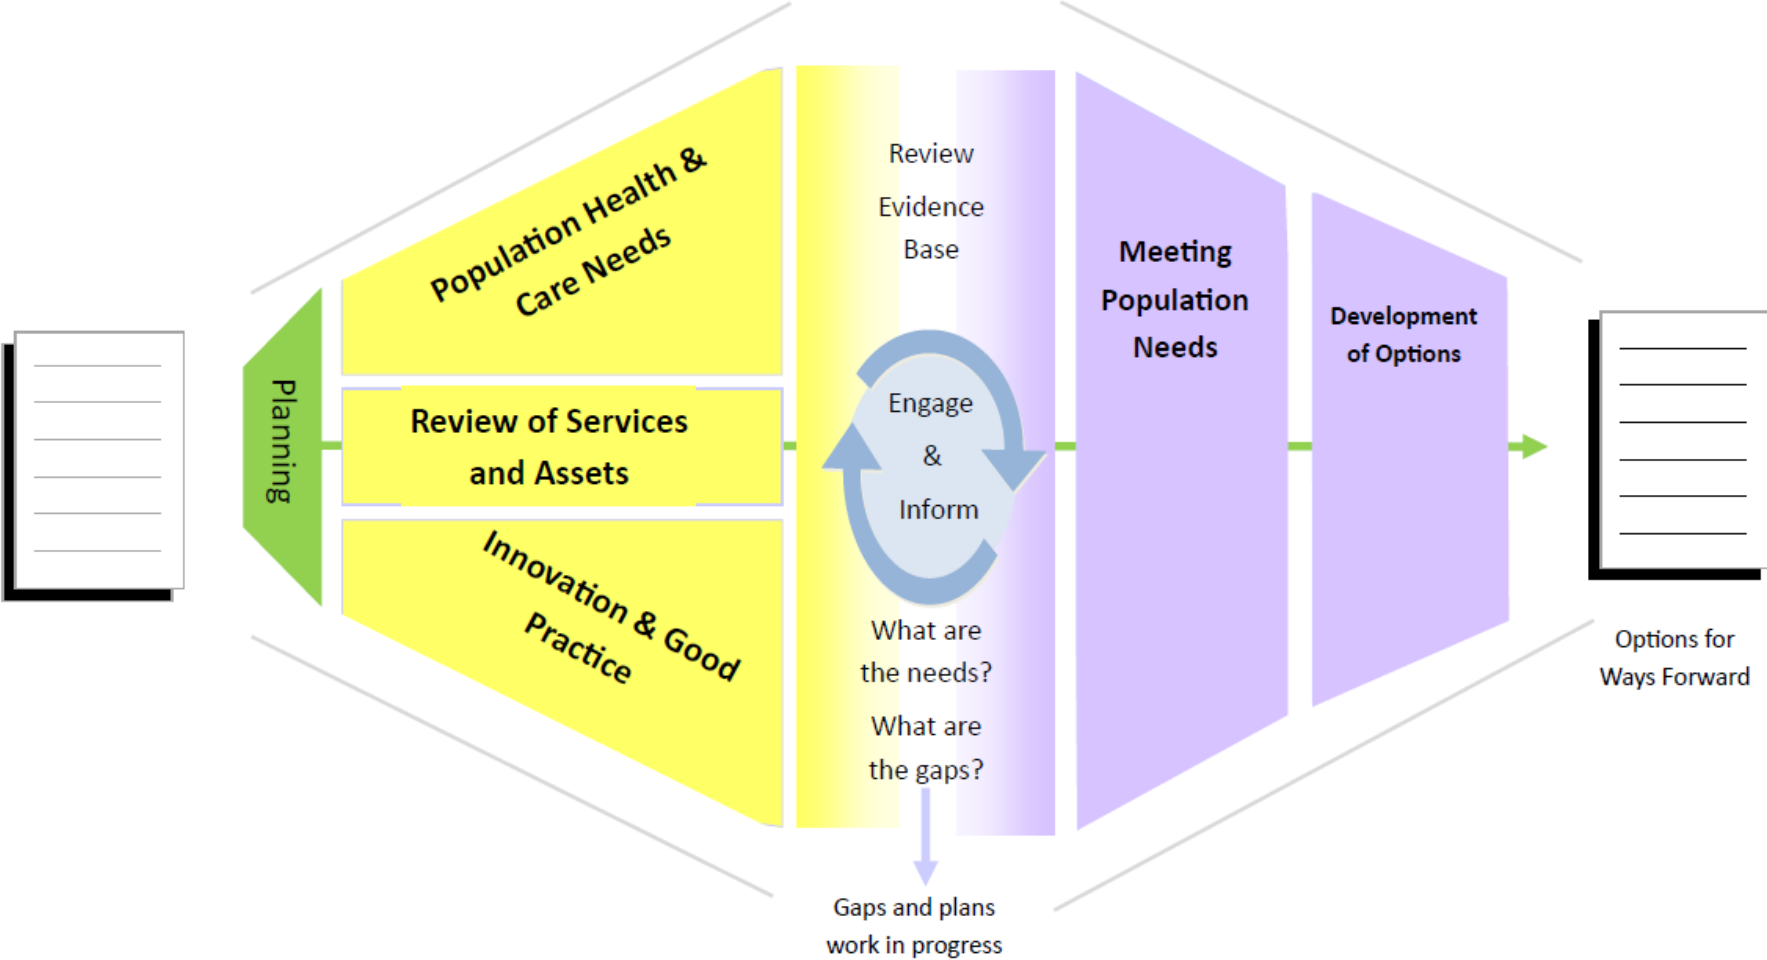 Planning
Population Health &
Care Needs
Review of Services
and Assets
Innovation & Good
Practice
Review
Evidence
Base
Engage
&
Inform
What are
the needs?
What are
the gaps?
Gaps and plans
work in progress
Meeting
Population
Needs
Development
of Options
Options for
Ways Forward